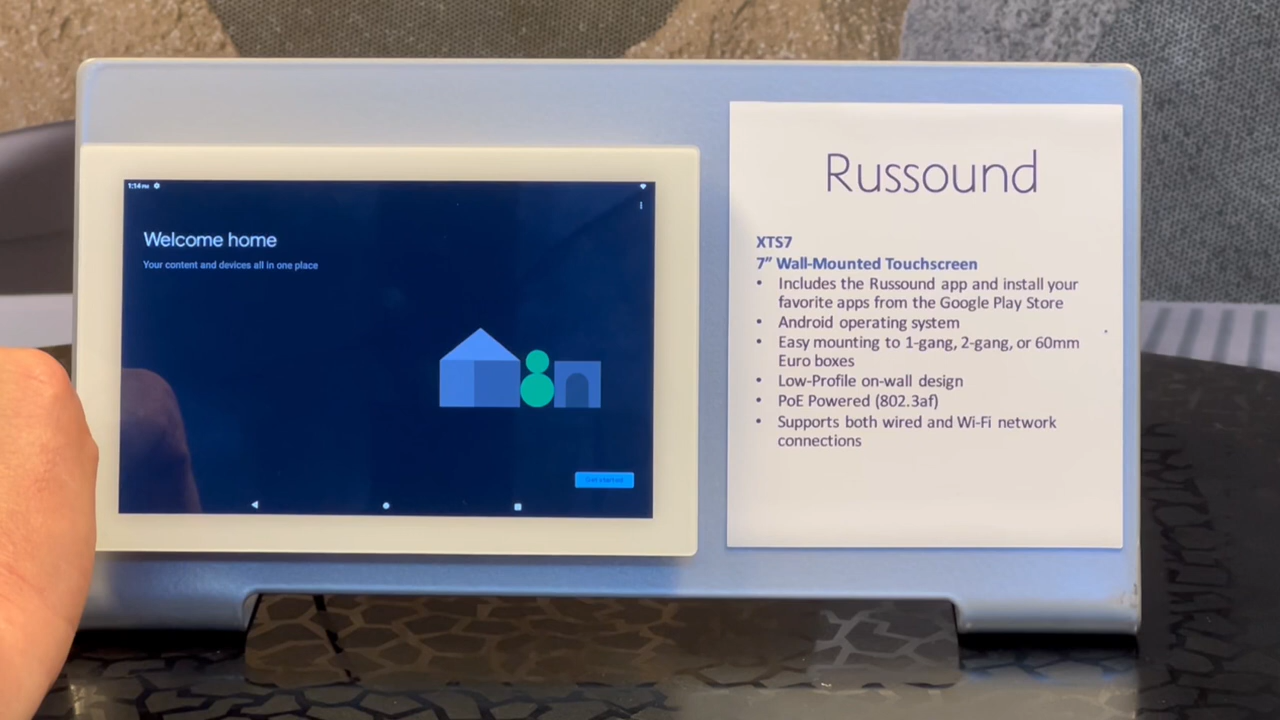 1:14 PM
Welcome home
Your content and devices all in one place
Get started
Russound
XTS7
7” Wall-Mounted Touchscreen
• Includes the Russound app and install your
favorite apps from the Google Play Store
• Android operating system
• Easy mounting to 1-gang, 2-gang, or 60mm
Euro boxes
• Low-Profile on-wall design
• PoE Powered (802.3af)
• Supports both wired and Wi-Fi network
connections